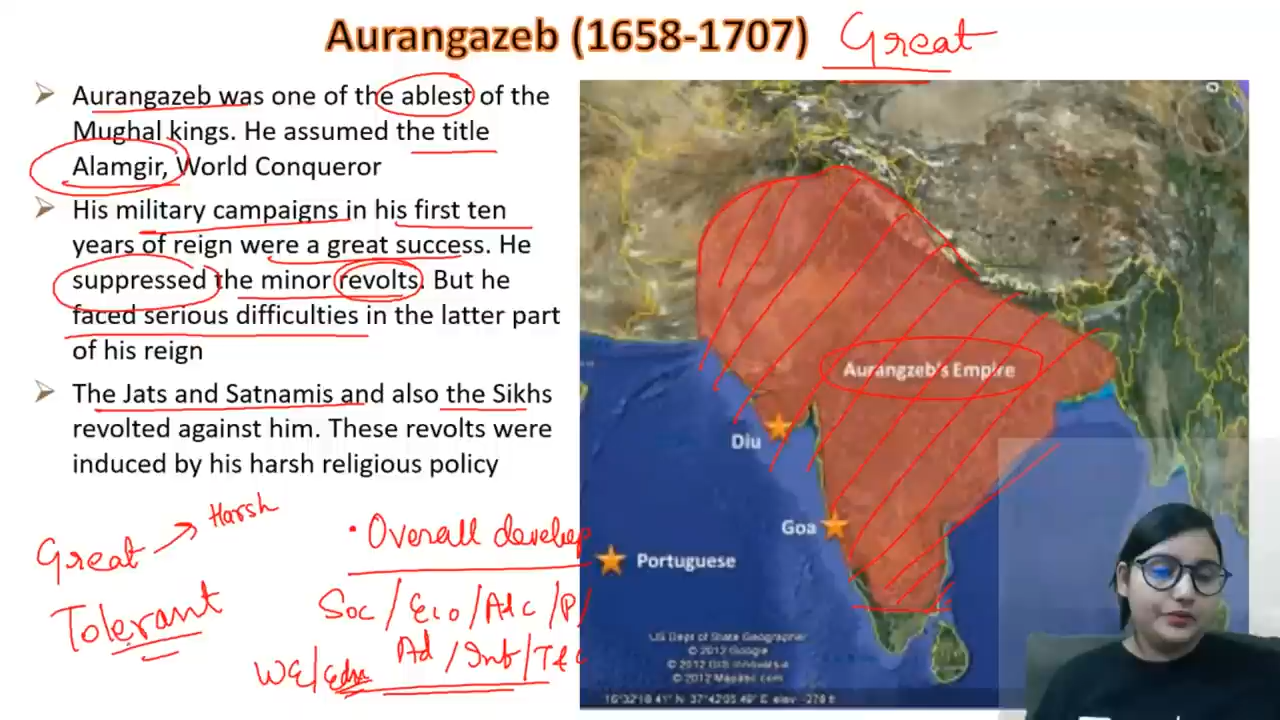 Aurangazeb (1658-1707) Great
Aurangazeb was one of the ablest of the
Mughal kings. He assumed the title
Alamgir, World Conqueror
His military campaigns in his first ten
years of reign were a great success. He
suppressed the minor revolts. But he
faced serious difficulties in the latter part
of his reign
The Jats and Satnamis and also the Sikhs
revolted against him. These revolts were
induced by his harsh religious policy
Great → Harsh
Tolerant
• Overall develop
Soc / Eco / A&C / P /
Ad / Int /
WE / Edu
Aurangzeb's Empire
Diu
Goa
Portuguese
US Dept of State Geographer
© 2012 Google
© 2012 Mapabc.com